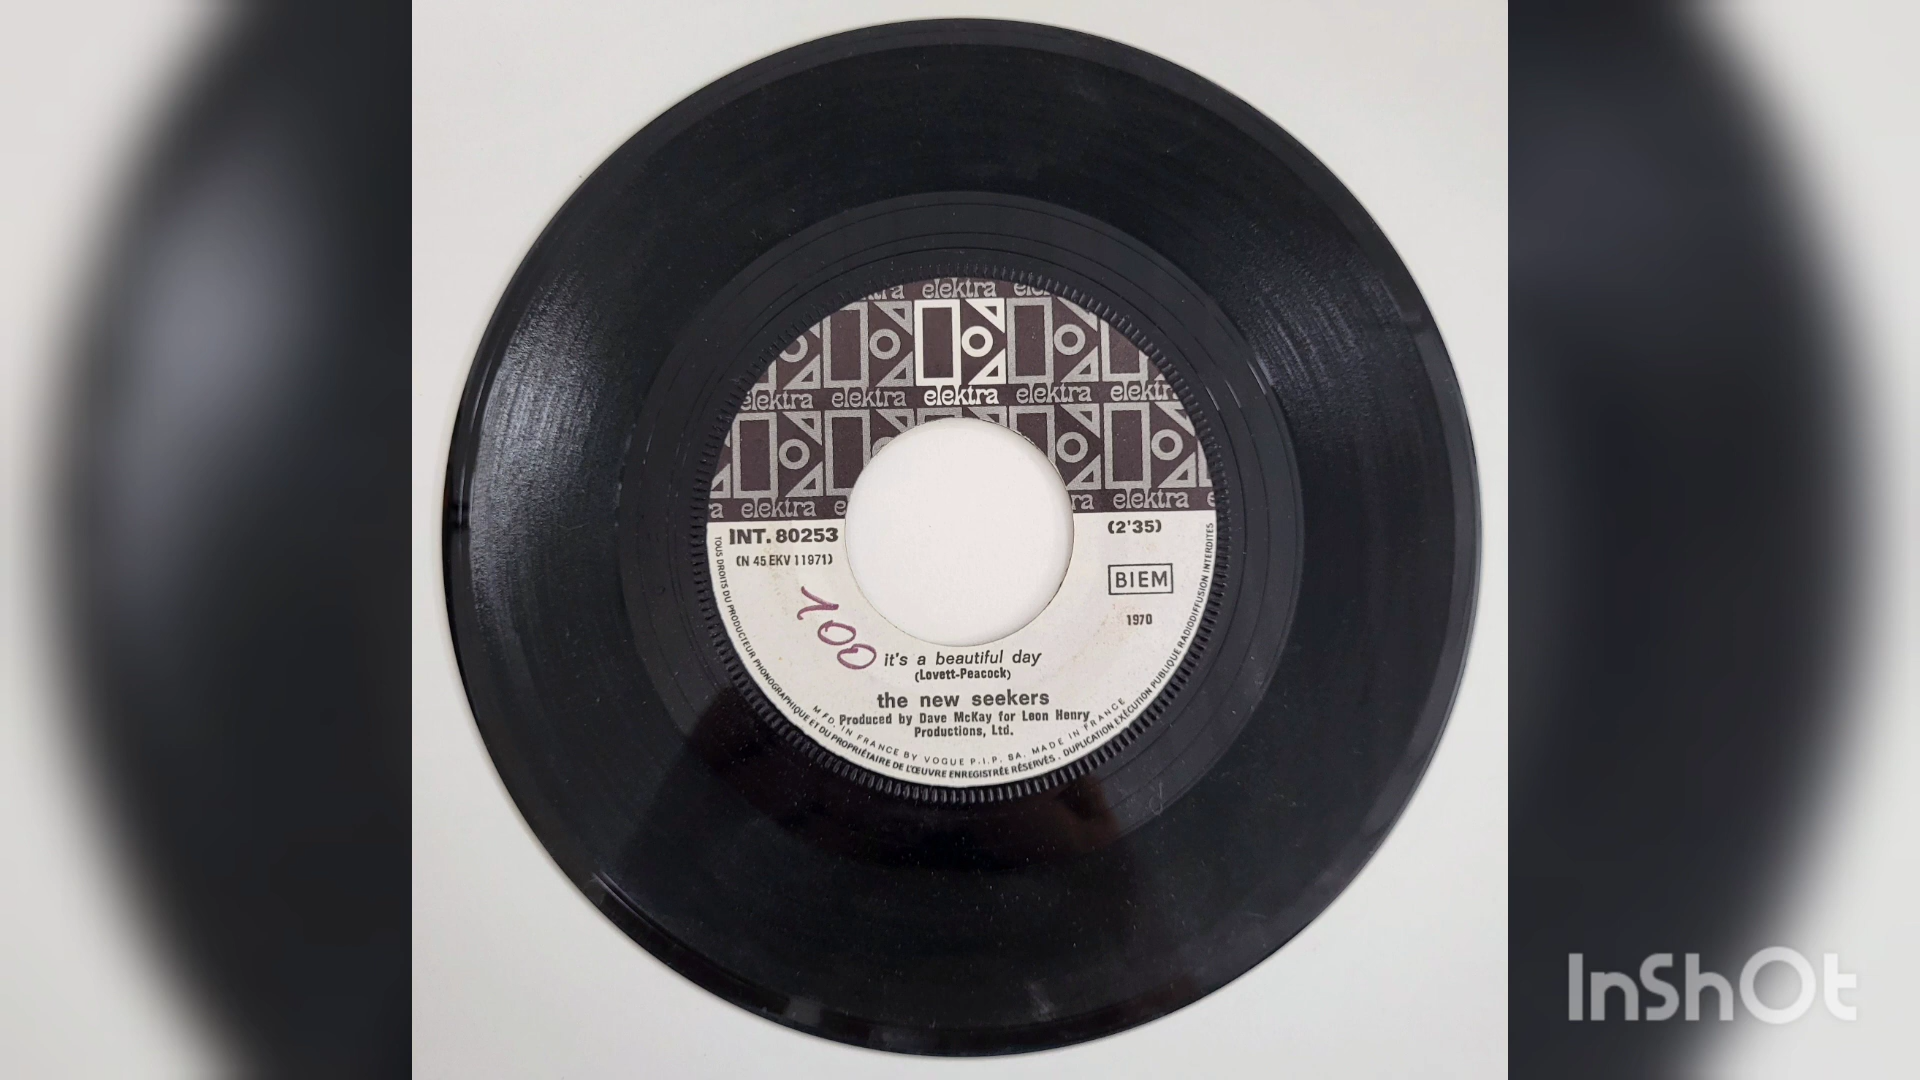 elektra elektra el
elektra elektra elektra elektra elektra
a elektra e
ra elektra e
INT. 80253
(2'35)
(N 45 EKV 11971)
BIEM
1970
100
it's a beautiful day
(Lovett-Peacock)
the new seekers
Produced by Dave McKay for Leon Henry
Productions, Ltd.
MFD. IN FRANCE BY VOGUE P.I.P. SA. MADE IN FRANCE
TOUS DROITS DU PRODUCTEUR PHONOGRAPHIQUE ET DU PROPRIÉTAIRE DE L'ŒUVRE ENREGISTRÉE RÉSERVÉS. DUPLICATION EXÉCUTION PUBLIQUE RADIODIFFUSION INTERDITES
InShOt